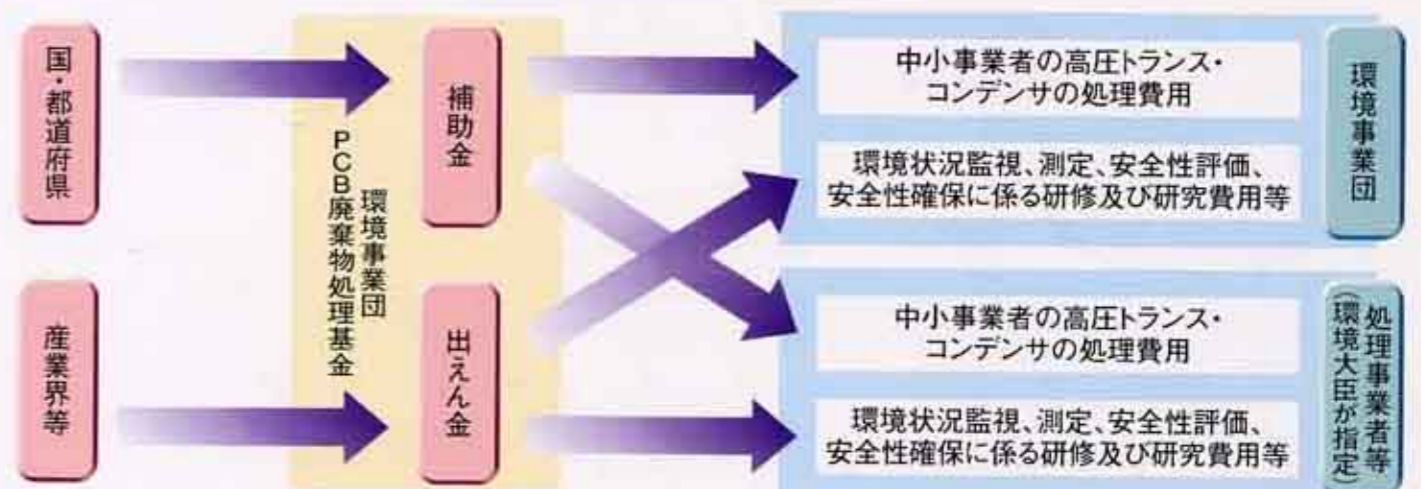 国・都道府県
産業界等
環境事業団
PCB廃棄物処理基金
補助金
出えん金
中小事業者の高圧トランス・
コンデンサの処理費用
環境状況監視、測定、安全性評価、
安全性確保に係る研修及び研究費用等
環境事業団
中小事業者の高圧トランス・
コンデンサの処理費用
環境状況監視、測定、安全性評価、
安全性確保に係る研修及び研究費用等
処理事業者等
(環境大臣が指定)